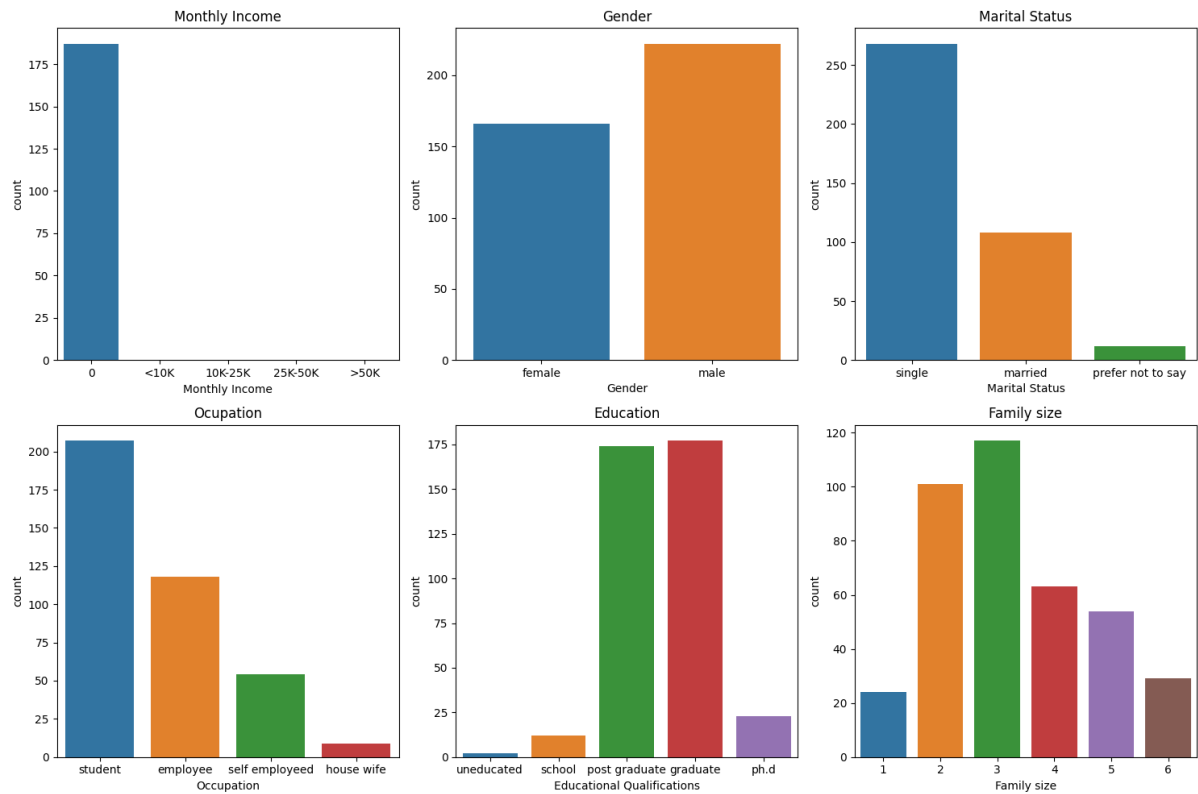 Monthly Income
175
150
125
100
75
50
25
0
count
0 <10K 10K-25K 25K-50K >50K
Monthly Income
Gender
200
150
100
50
0
count
female male
Gender
Marital Status
250
200
150
100
50
0
count
single married prefer not to say
Marital Status
Ocupation
200
175
150
125
100
75
50
25
0
count
student employee self employeed house wife
Occupation
Education
175
150
125
100
75
50
25
0
count
uneducated school post graduate graduate ph.d
Educational Qualifications
Family size
120
100
80
60
40
20
0
count
1 2 3 4 5 6
Family size